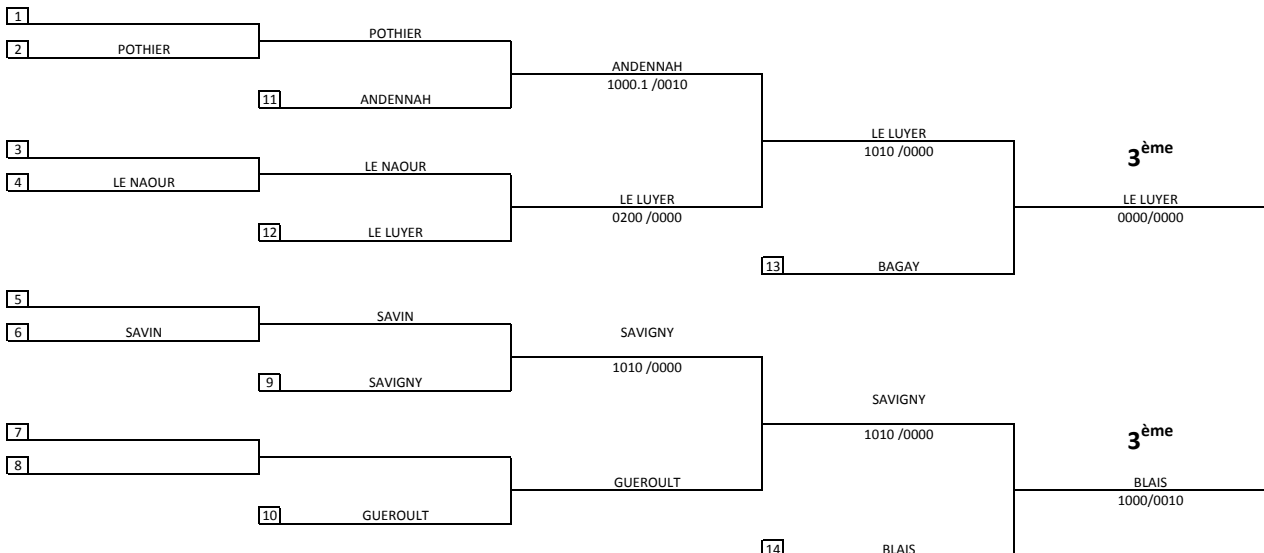 1
POTHIER
2 POTHIER
ANDENNAH
1000.1 /0010
11 ANDENNAH
LE LUYER
1010 /0000
3ème
3
LE NAOUR
4 LE NAOUR
LE LUYER
0200 /0000
LE LUYER
0000/0000
12 LE LUYER
13 BAGAY
5
SAVIN
6 SAVIN
SAVIGNY
1010 /0000
9 SAVIGNY
SAVIGNY
1010 /0000
3ème
7
8
GUEROULT
BLAIS
1000/0010
10 GUEROULT
14 BLAIS